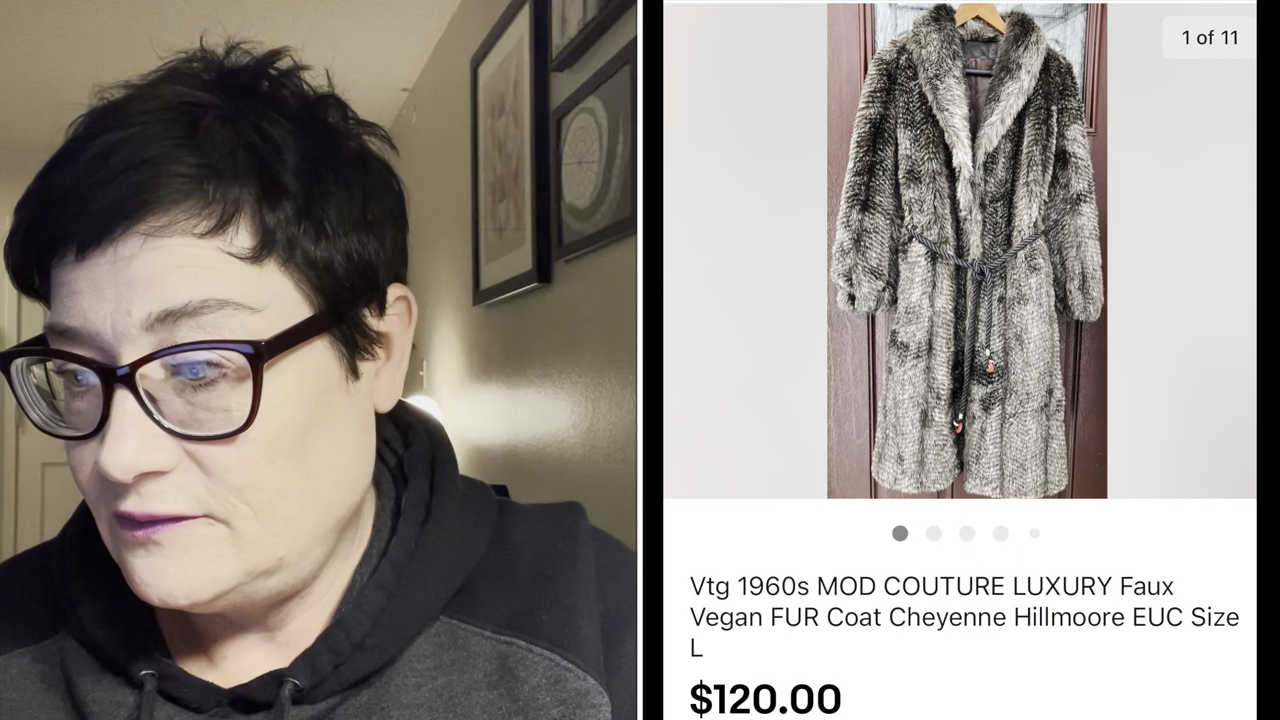 1 of 11
Vtg 1960s MOD COUTURE LUXURY Faux
Vegan FUR Coat Cheyenne Hillmoore EUC Size
L
$120.00